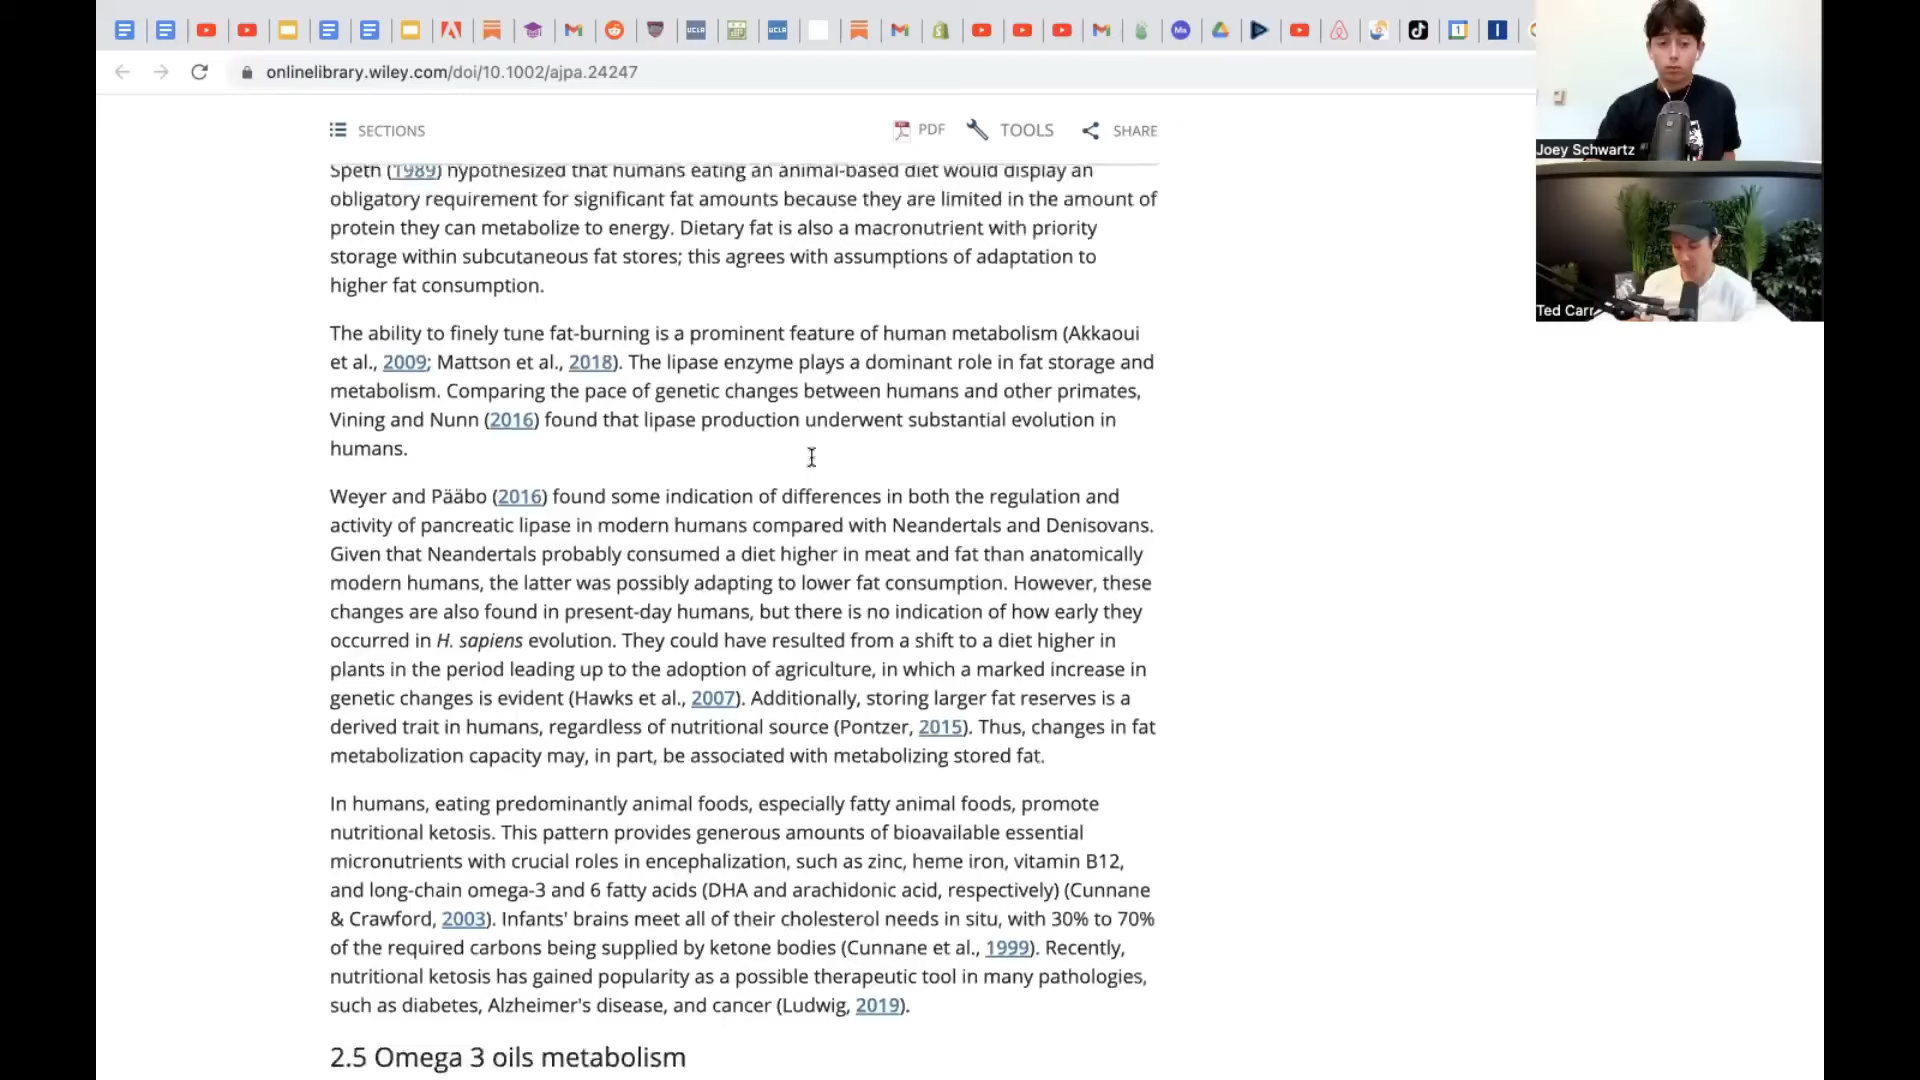 UCLA
UCLA
Ma
1
I
onlinelibrary.wiley.com/doi/10.1002/ajpa.24247
SECTIONS
PDF
TOOLS
SHARE
Joey Schwartz
Ted Carr
Speth (1989) hypothesized that humans eating an animal-based diet would display an
obligatory requirement for significant fat amounts because they are limited in the amount of
protein they can metabolize to energy. Dietary fat is also a macronutrient with priority
storage within subcutaneous fat stores; this agrees with assumptions of adaptation to
higher fat consumption.
The ability to finely tune fat-burning is a prominent feature of human metabolism (Akkaoui
et al., 2009; Mattson et al., 2018). The lipase enzyme plays a dominant role in fat storage and
metabolism. Comparing the pace of genetic changes between humans and other primates,
Vining and Nunn (2016) found that lipase production underwent substantial evolution in
humans.
Weyer and Pääbo (2016) found some indication of differences in both the regulation and
activity of pancreatic lipase in modern humans compared with Neandertals and Denisovans.
Given that Neandertals probably consumed a diet higher in meat and fat than anatomically
modern humans, the latter was possibly adapting to lower fat consumption. However, these
changes are also found in present-day humans, but there is no indication of how early they
occurred in H. sapiens evolution. They could have resulted from a shift to a diet higher in
plants in the period leading up to the adoption of agriculture, in which a marked increase in
genetic changes is evident (Hawks et al., 2007). Additionally, storing larger fat reserves is a
derived trait in humans, regardless of nutritional source (Pontzer, 2015). Thus, changes in fat
metabolization capacity may, in part, be associated with metabolizing stored fat.
In humans, eating predominantly animal foods, especially fatty animal foods, promote
nutritional ketosis. This pattern provides generous amounts of bioavailable essential
micronutrients with crucial roles in encephalization, such as zinc, heme iron, vitamin B12,
and long-chain omega-3 and 6 fatty acids (DHA and arachidonic acid, respectively) (Cunnane
& Crawford, 2003). Infants' brains meet all of their cholesterol needs in situ, with 30% to 70%
of the required carbons being supplied by ketone bodies (Cunnane et al., 1999). Recently,
nutritional ketosis has gained popularity as a possible therapeutic tool in many pathologies,
such as diabetes, Alzheimer's disease, and cancer (Ludwig, 2019).
2.5 Omega 3 oils metabolism